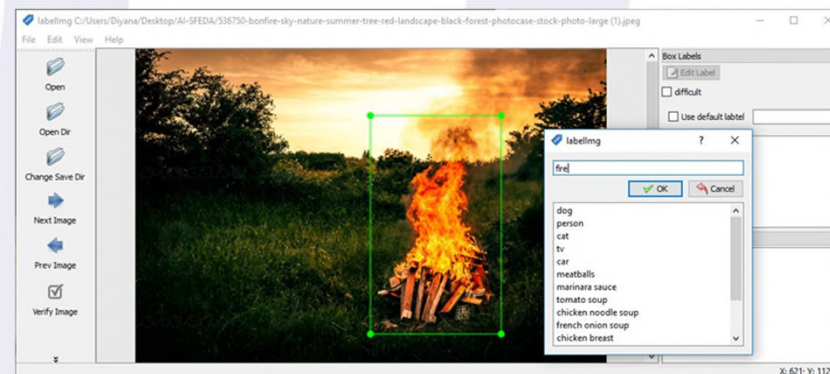 labelImg C:/Users/Diyana/Desktop/AI-SFEDA/536750-bonfire-sky-nature-summer-tree-red-landscape-black-forest-photocase-stock-photo-large (1).jpeg
File Edit View Help
Open
Open Dir
Change Save Dir
Next Image
Prev Image
Verify Image
Box Labels
Edit Label
difficult
Use default labtel
labelImg
fire
OK
Cancel
dog
person
cat
tv
car
meatballs
marinara sauce
tomato soup
chicken noodle soup
french onion soup
chicken breast
X: 621; Y: 112